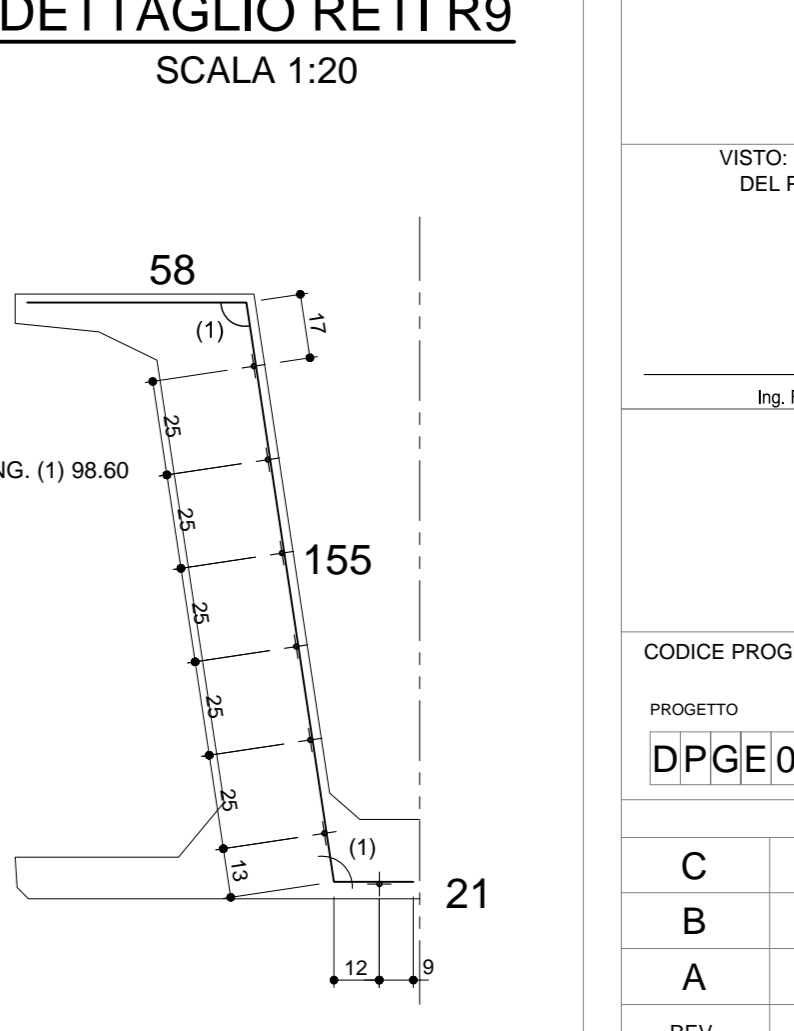 DETTAGLIO RETI R9
SCALA 1:20
58
17
(1)
25
NG. (1) 98.60
25
155
25
25
25
(1)
13
21
12
9
VISTO:
DEL
Ing.
CODICE PROG
PROGETTO
DPGE0
C
B
A
REV